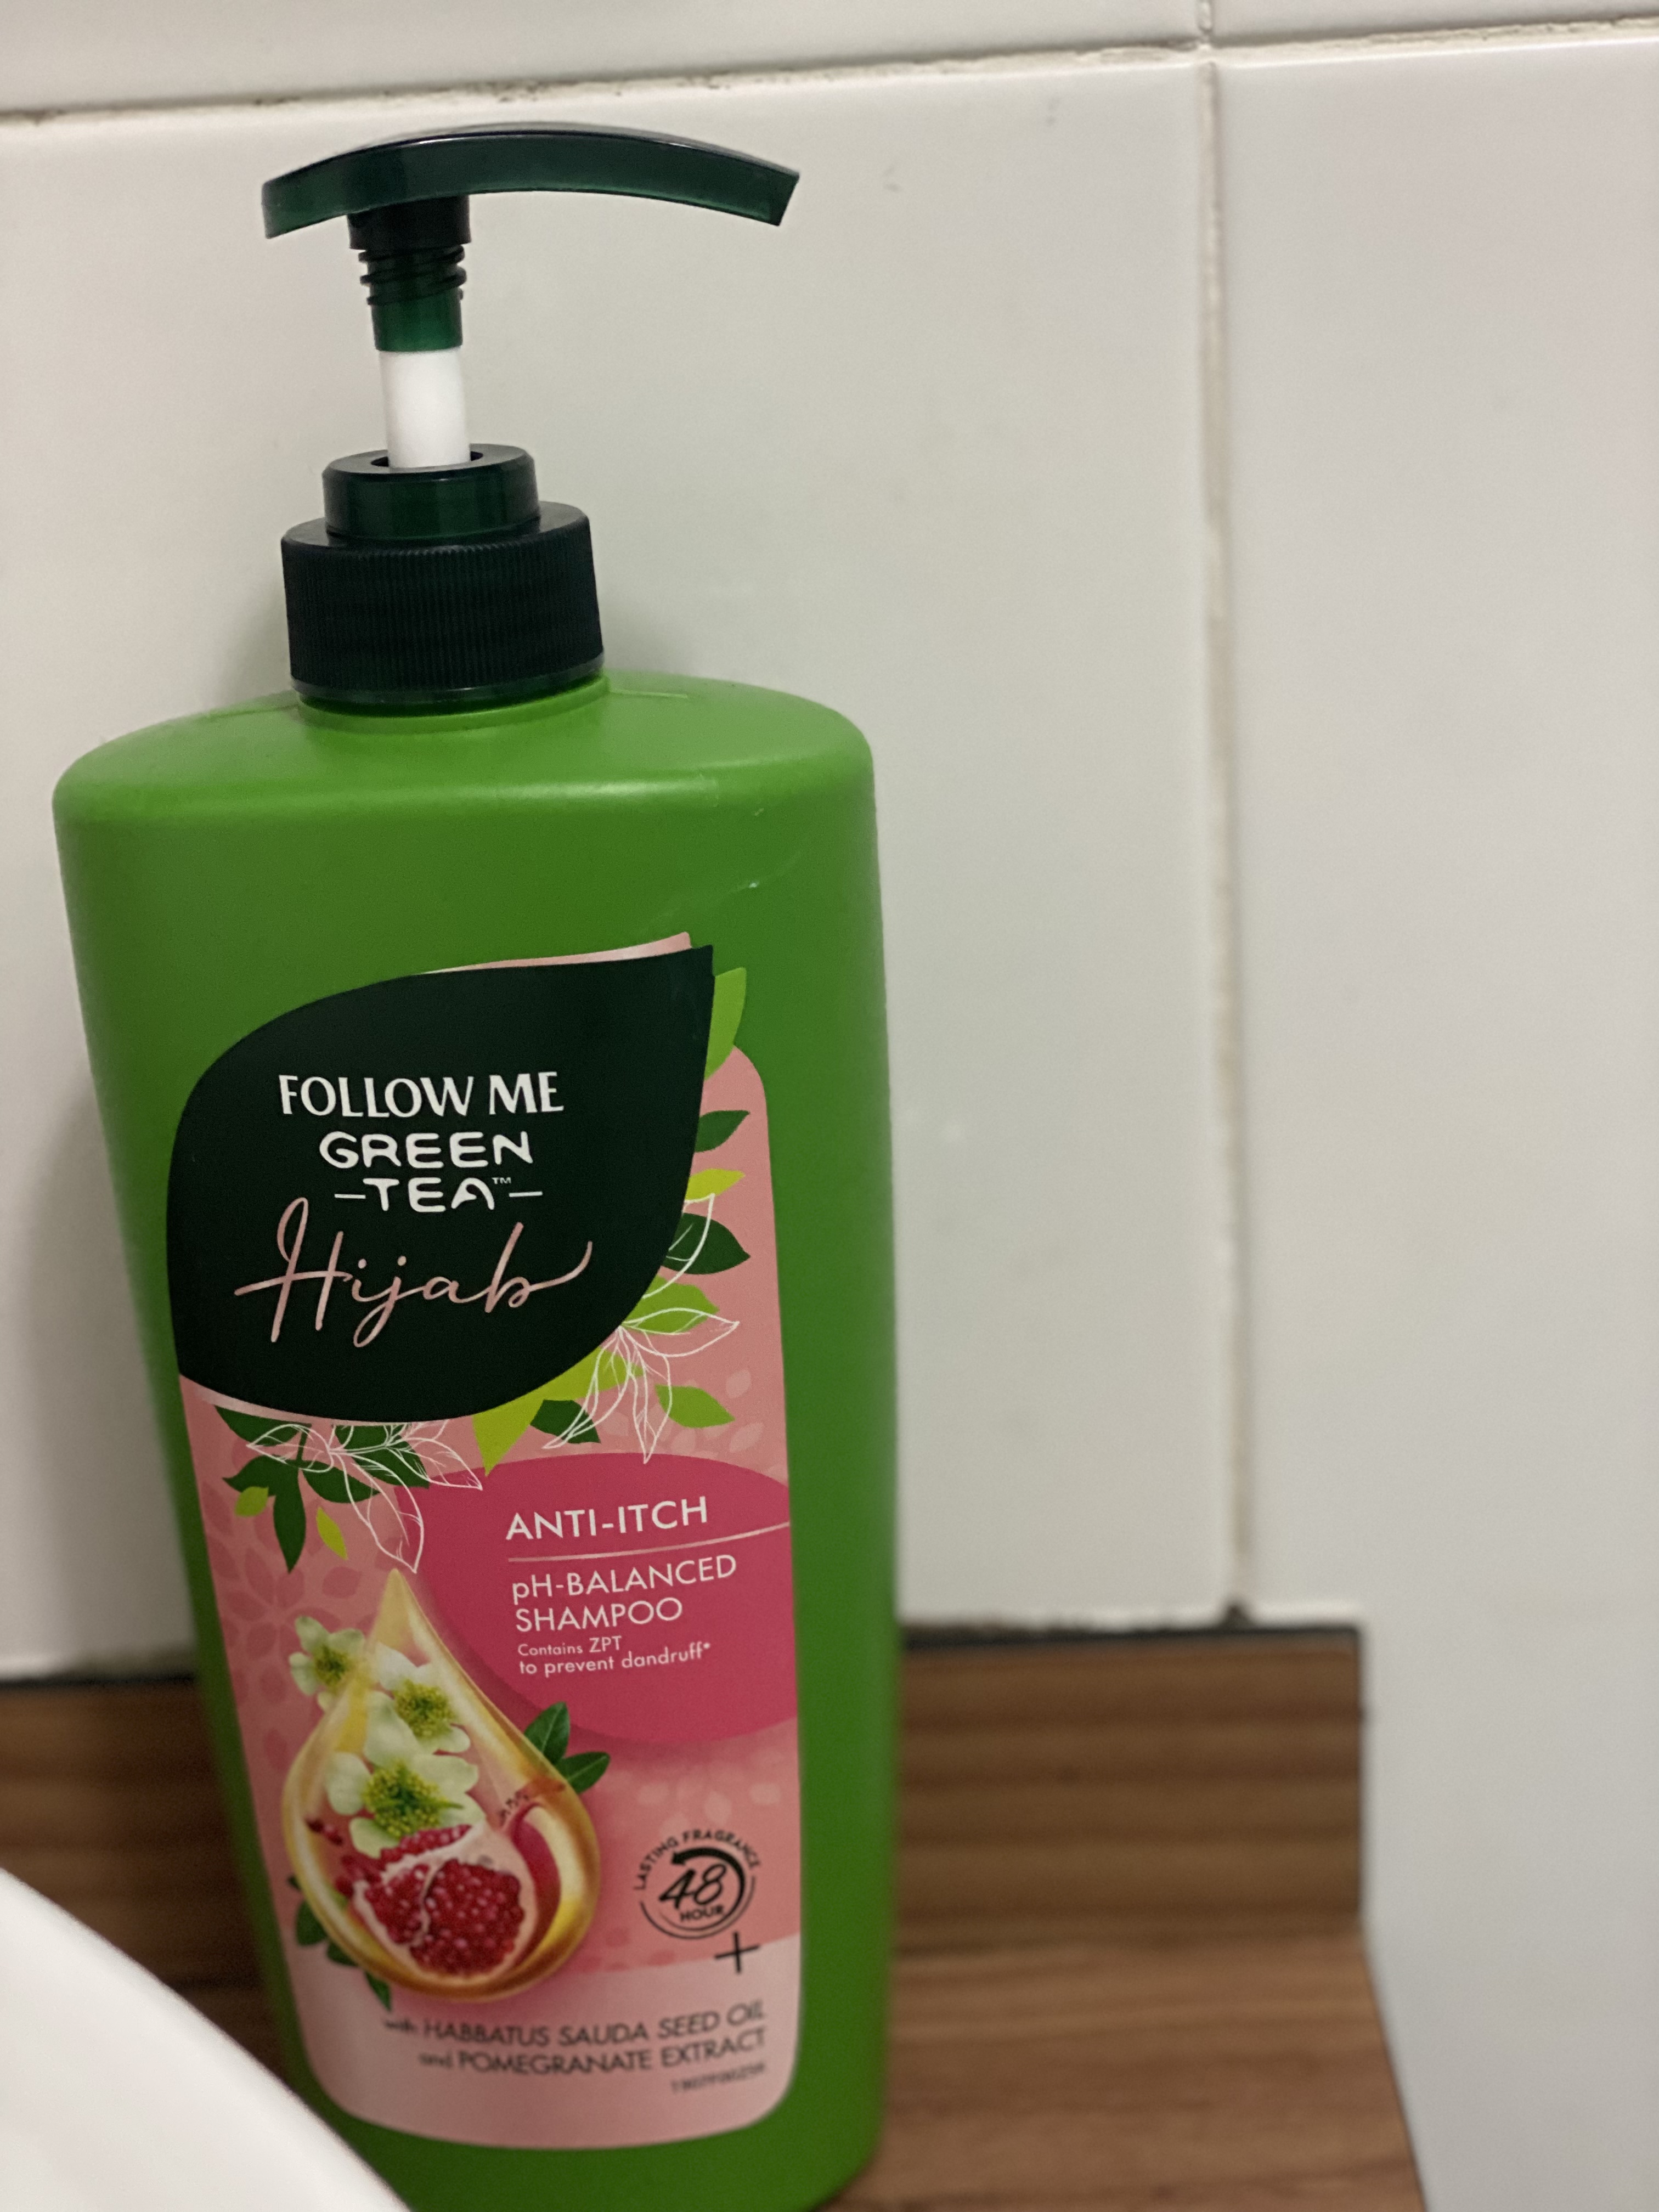 FOLLOW ME
GREEN
-TEA™-
Hijab
ANTI-ITCH
pH-BALANCED
SHAMPOO
Contains ZPT
to prevent dandruff*
LASTING FRAGRANCE
48
HOUR
+
with HABBATUS SAUDA SEED OIL
and POMEGRANATE EXTRACT